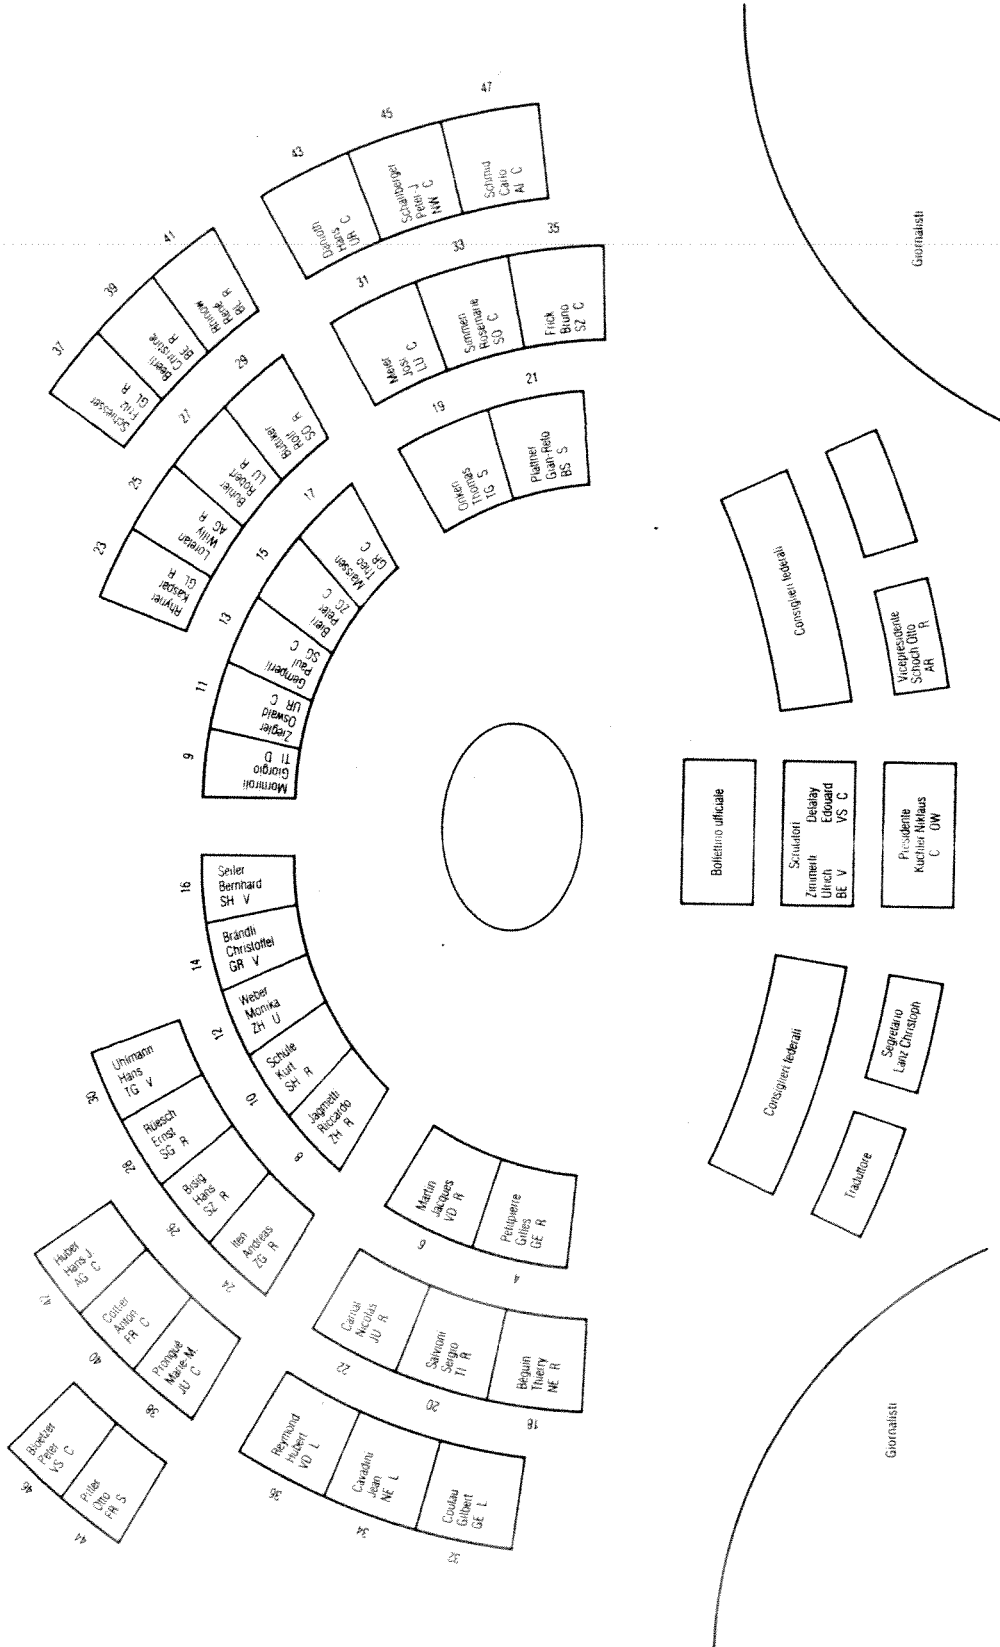 47
Schmid
Carlo
AI C
45
Schallberger
Peter-J
NW C
43
Danioth
Hans
UR C
35
Frick
Bruno
SZ C
33
Simmen
Rosemarie
SO C
31
Meier
Josi
LU C
21
Plattner
Gian-Reto
BS S
19
Onken
Thomas
TG S
41
Rhinow
René
BL R
39
Beerli
Christine
BE R
37
Schiesser
Fritz
GL R
29
Büttiker
Rolf
SO R
27
Bühler
Robert
LU R
25
Loretan
Willy
AG R
23
Rhyner
Kaspar
GL R
17
Maissen
Theo
GR C
15
Bieri
Peter
ZG C
13
Gemperli
Paul
SG C
11
Ziegler
Oswald
UR C
9
Morniroli
Giorgio
TI D
16
Seiler
Bernhard
SH V
14
Brändli
Christoffel
GR V
12
Weber
Monika
ZH U
10
Schüle
Kurt
SH R
8
Jagmetti
Riccardo
ZH R
30
Uhlmann
Hans
TG V
28
Rüesch
Ernst
SG R
26
Bisig
Hans
SZ R
24
Iten
Andreas
ZG R
42
Huber
Hans J
AG C
40
Cottier
Anton
FR C
38
Marie-M.
JU C
46
Bloetzer
Peter
VS C
44
Piller
Otto
FR S
6
Martin
Jacques
VD R
4
Petitpierre
Gilles
GE R
22
Carnat
Nicolas
JU R
20
Salvioni
Sergio
TI R
18
Béguin
Thierry
NE R
36
Reymond
Hubert
VD L
34
Cavadini
Jean
NE L
32
Coutau
Gilbert
GE L
Giornalisti
Consiglieri federali
Vicepresidente
Schoch Otto
AR R
Bollettino ufficiale
Scrutatori
Zimmerli Delalay
Ulrich Edouard
BE V VS C
Presidente
Küchler Niklaus
C OW
Consiglieri federali
Segretario
Lanz Christoph
Traduttore
Giornalisti